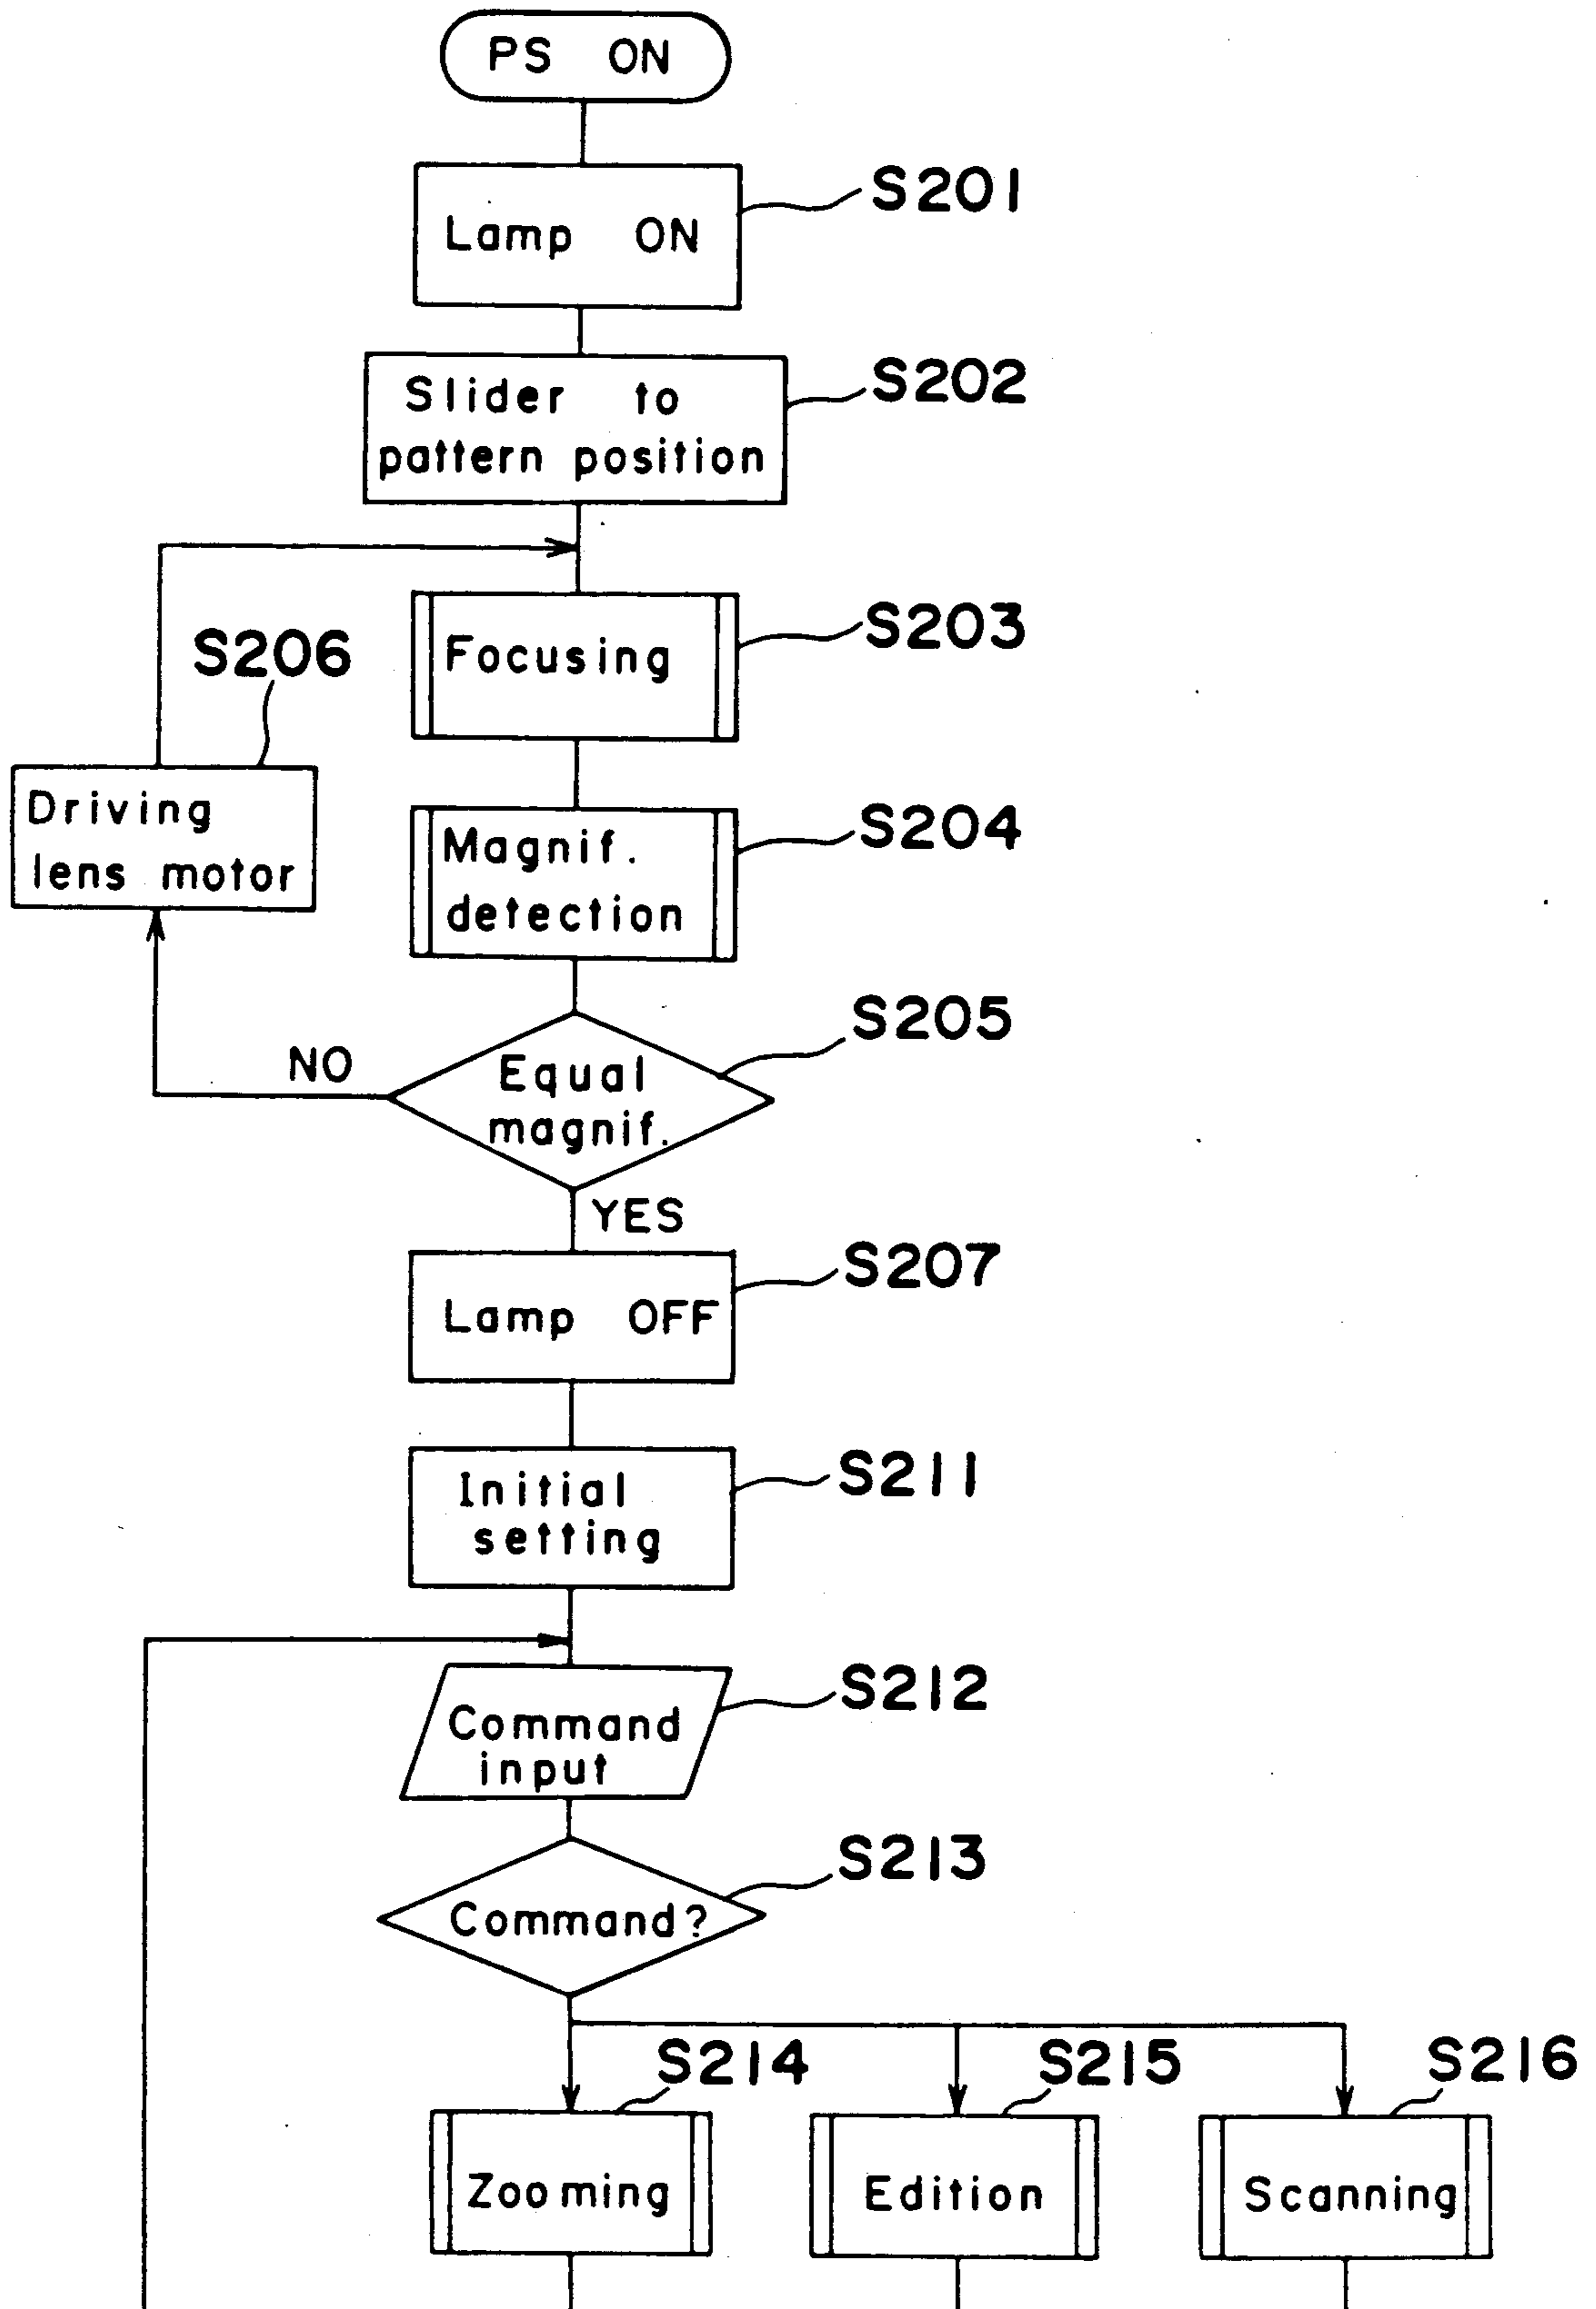 PS ON
S201
Lamp ON
S202
Slider to
pattern position
S203
Focusing
S206
Driving
lens motor
S204
Magnif.
detection
S205
Equal
magnif.
NO
YES
S207
Lamp OFF
S211
Initial
setting
S212
Command
input
S213
Command?
S214
S215
S216
Zooming
Edition
Scanning